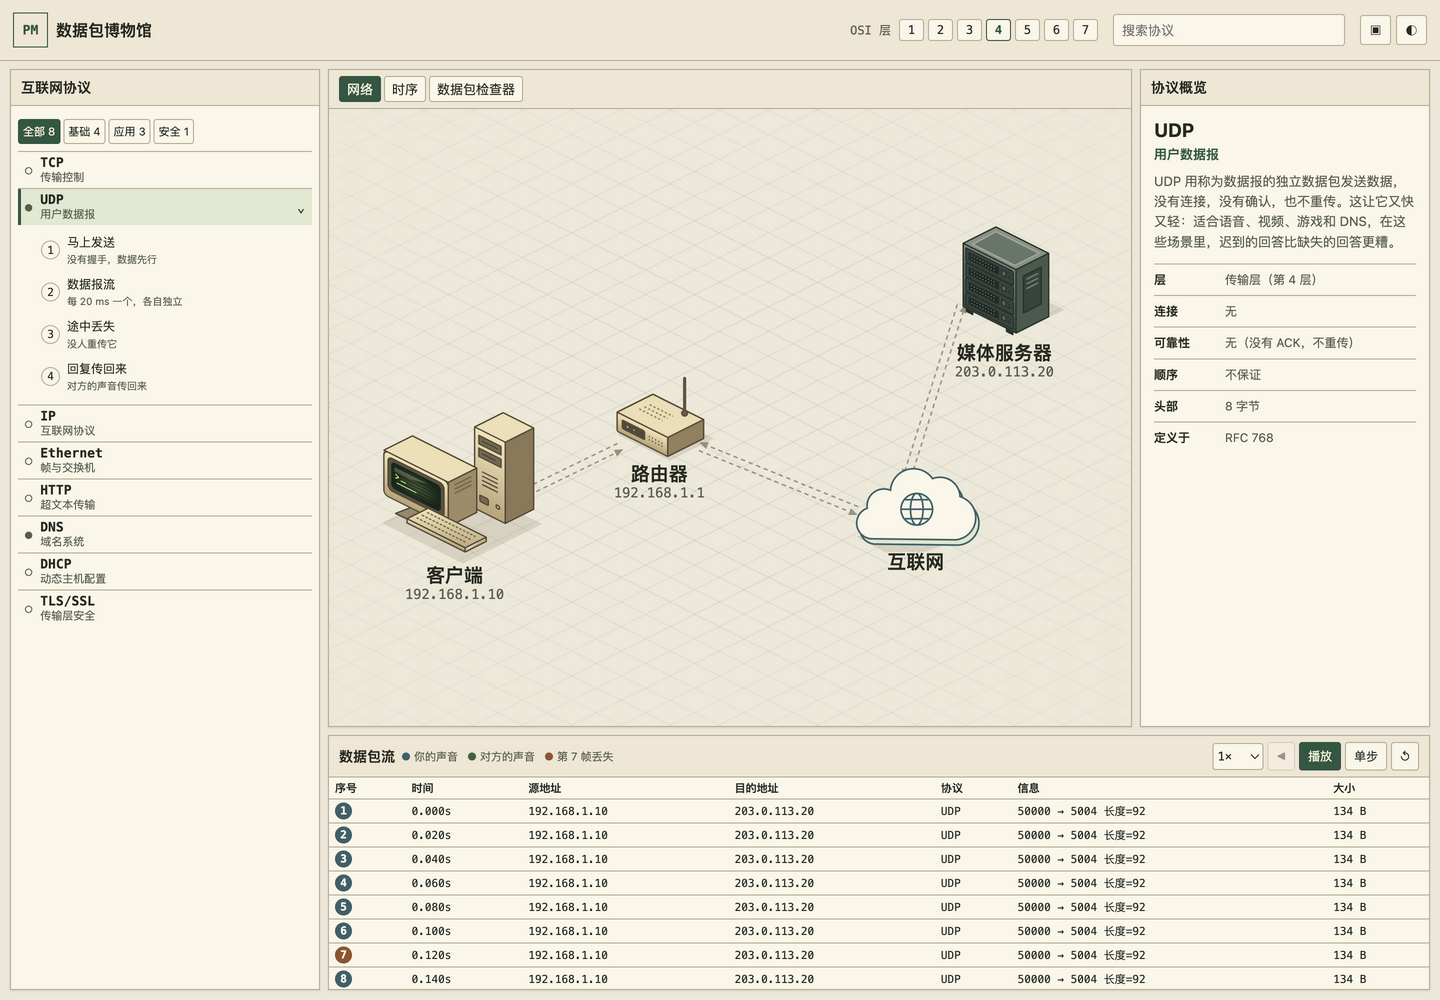 PM 数据包博物馆
OSI 层 1 2 3 4 5 6 7
搜索协议
互联网协议
全部 8 基础 4 应用 3 安全 1
TCP
传输控制
UDP
用户数据报
1 马上发送
没有握手，数据先行
2 数据报流
每 20 ms 一个，各自独立
3 途中丢失
没人重传它
4 回复传回来
对方的声音传回来
IP
互联网协议
Ethernet
帧与交换机
HTTP
超文本传输
DNS
域名系统
DHCP
动态主机配置
TLS/SSL
传输层安全
网络 时序 数据包检查器
媒体服务器
203.0.113.20
路由器
192.168.1.1
互联网
客户端
192.168.1.10
协议概览
UDP
用户数据报
UDP 用称为数据报的独立数据包发送数据，
没有连接，没有确认，也不重传。这让它又快
又轻：适合语音、视频、游戏和 DNS，在这
些场景里，迟到的回答比缺失的回答更糟。
层 传输层（第 4 层）
连接 无
可靠性 无（没有 ACK，不重传）
顺序 不保证
头部 8 字节
定义于 RFC 768
数据包流 你的声音 对方的声音 第 7 帧丢失
1× 播放 单步
序号 时间 源地址 目的地址 协议 信息 大小
1 0.000s 192.168.1.10 203.0.113.20 UDP 50000 → 5004 长度=92 134 B
2 0.020s 192.168.1.10 203.0.113.20 UDP 50000 → 5004 长度=92 134 B
3 0.040s 192.168.1.10 203.0.113.20 UDP 50000 → 5004 长度=92 134 B
4 0.060s 192.168.1.10 203.0.113.20 UDP 50000 → 5004 长度=92 134 B
5 0.080s 192.168.1.10 203.0.113.20 UDP 50000 → 5004 长度=92 134 B
6 0.100s 192.168.1.10 203.0.113.20 UDP 50000 → 5004 长度=92 134 B
7 0.120s 192.168.1.10 203.0.113.20 UDP 50000 → 5004 长度=92 134 B
8 0.140s 192.168.1.10 203.0.113.20 UDP 50000 → 5004 长度=92 134 B